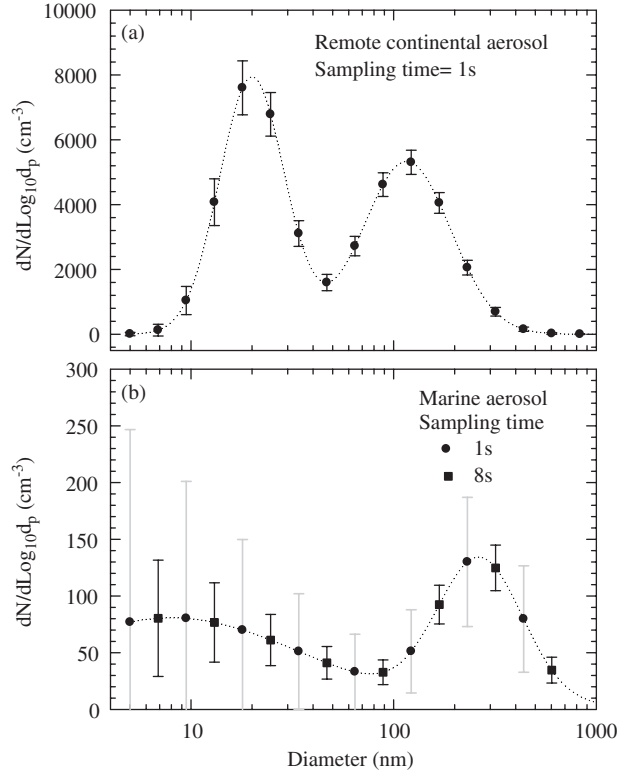 (a)
Remote continental aerosol
Sampling time= 1s
8000
6000
4000
2000
0
dN/dLog₁₀dₚ (cm⁻³)
(b)
Marine aerosol
Sampling time
1s
8s
300
250
200
150
100
50
0
dN/dLog₁₀dₚ (cm⁻³)
10
100
1000
Diameter (nm)